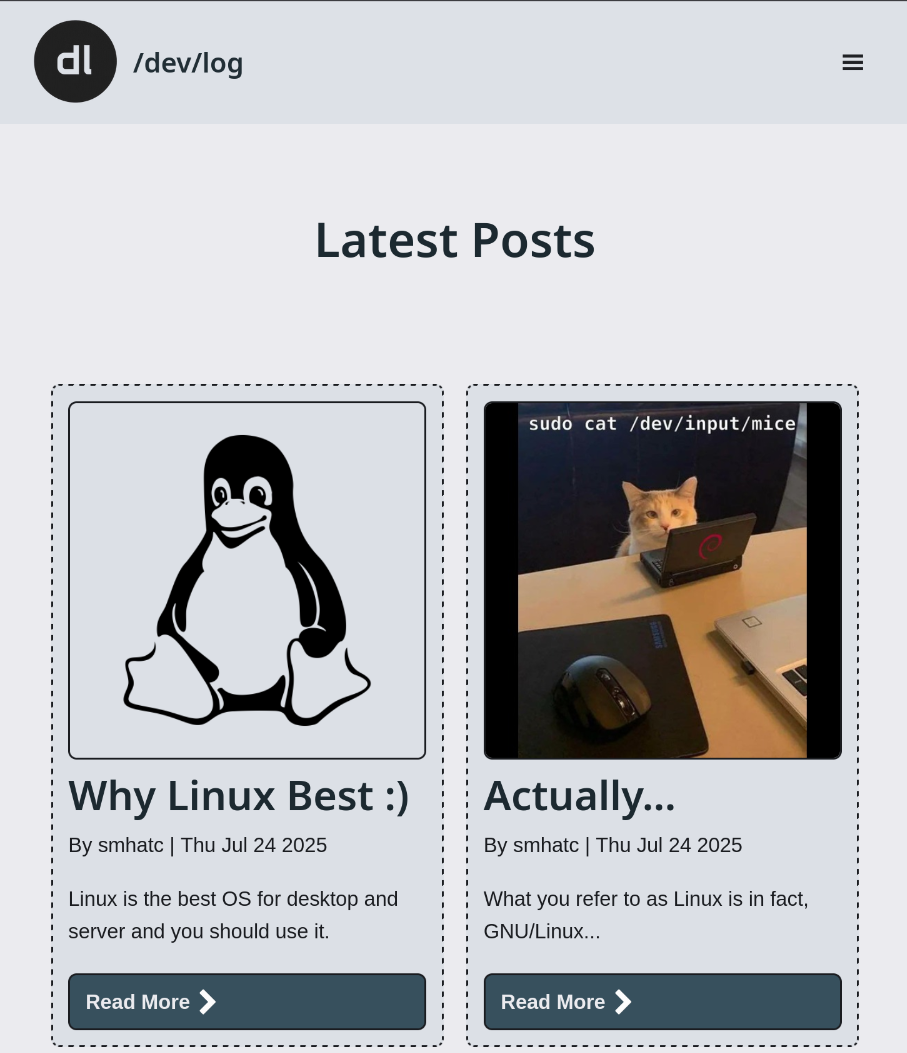 dl
/dev/log
Latest Posts
sudo cat /dev/input/mice
SAMSUNG
Why Linux Best :)
By smhatc | Thu Jul 24 2025
Linux is the best OS for desktop and
server and you should use it.
Read More
Actually...
By smhatc | Thu Jul 24 2025
What you refer to as Linux is in fact,
GNU/Linux...
Read More